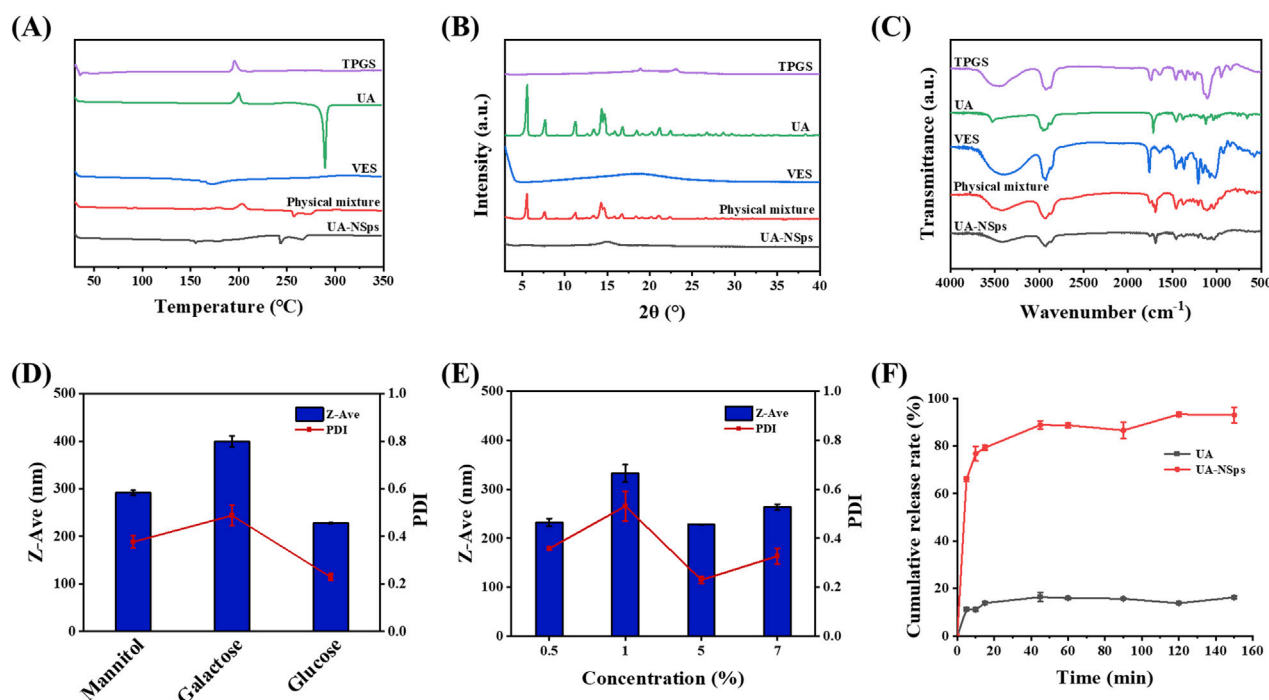 (A)
TPGS
UA
VES
Physical mixture
UA-NSps
50 100 150 200 250 300 350
Temperature (°C)
(B)
Intensity (a.u.)
TPGS
UA
VES
Physical mixture
UA-NSps
5 10 15 20 25 30 35 40
2θ (°)
(C)
Transmittance (a.u.)
TPGS
UA
VES
Physical mixture
UA-NSps
4000 3500 3000 2500 2000 1500 1000 500
Wavenumber (cm⁻¹)
(D)
Z-Ave (nm)
500
400
300
200
100
0
Z-Ave
PDI
1.0
0.8
0.6
0.4
0.2
0.0
PDI
Mannitol Galactose Glucose
(E)
Z-Ave (nm)
500
400
300
200
100
0
Z-Ave
PDI
1.0
0.8
0.6
0.4
0.2
0.0
PDI
0.5 1 5 7
Concentration (%)
(F)
Cumulative release rate (%)
100
80
60
40
20
0
UA
UA-NSps
0 20 40 60 80 100 120 140 160
Time (min)